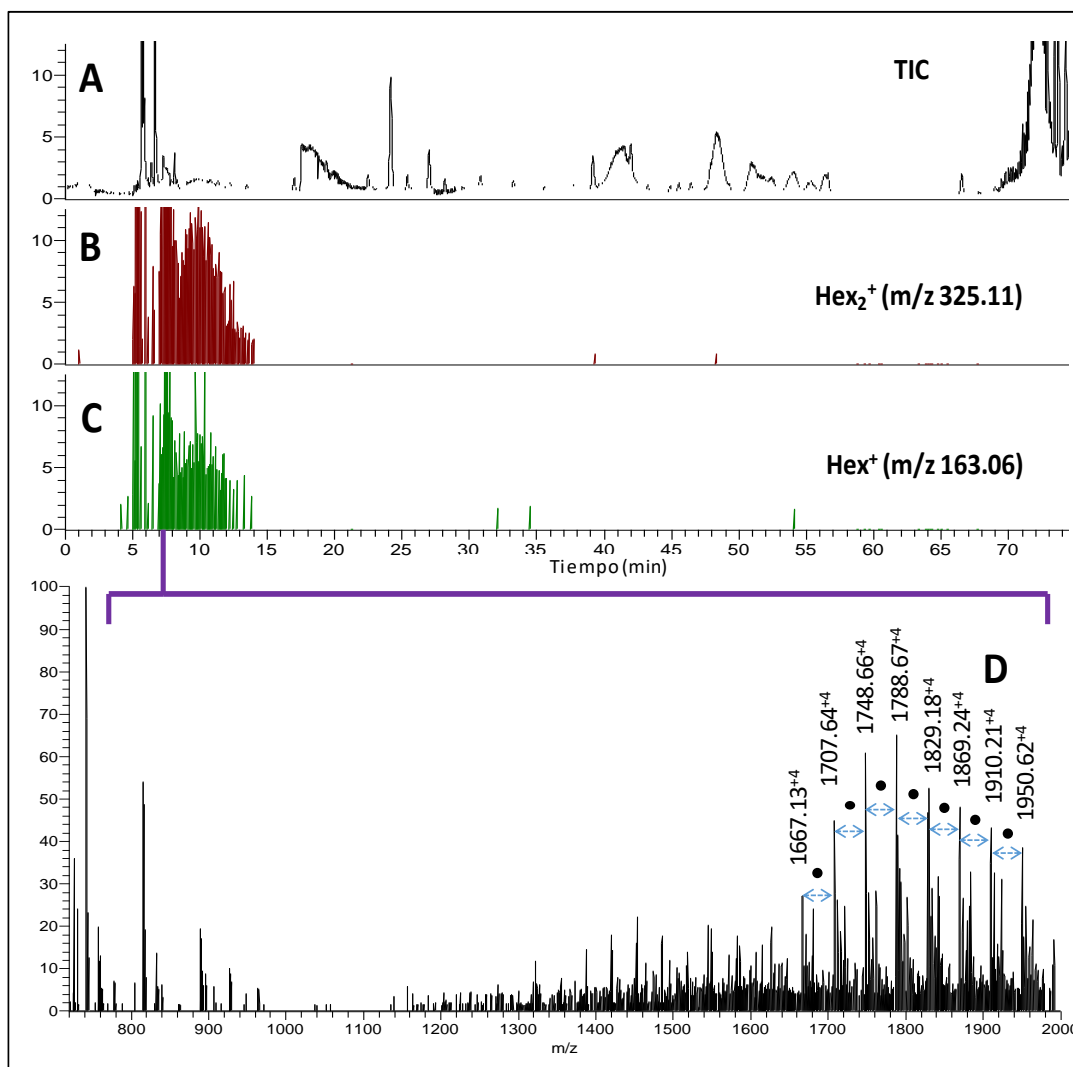 A
TIC
10
5
0
B
Hex₂⁺ (m/z 325.11)
10
5
0
C
Hex⁺ (m/z 163.06)
10
5
0
0 5 10 15 20 25 30 35 40 45 50 55 60 65 70
Tiempo (min)
D
100
90
80
70
60
50
40
30
20
10
0
1667.13⁺⁴
1707.64⁺⁴
1748.66⁺⁴
1788.67⁺⁴
1829.18⁺⁴
1869.24⁺⁴
1910.21⁺⁴
1950.62⁺⁴
800 900 1000 1100 1200 1300 1400 1500 1600 1700 1800 1900 2000
m/z